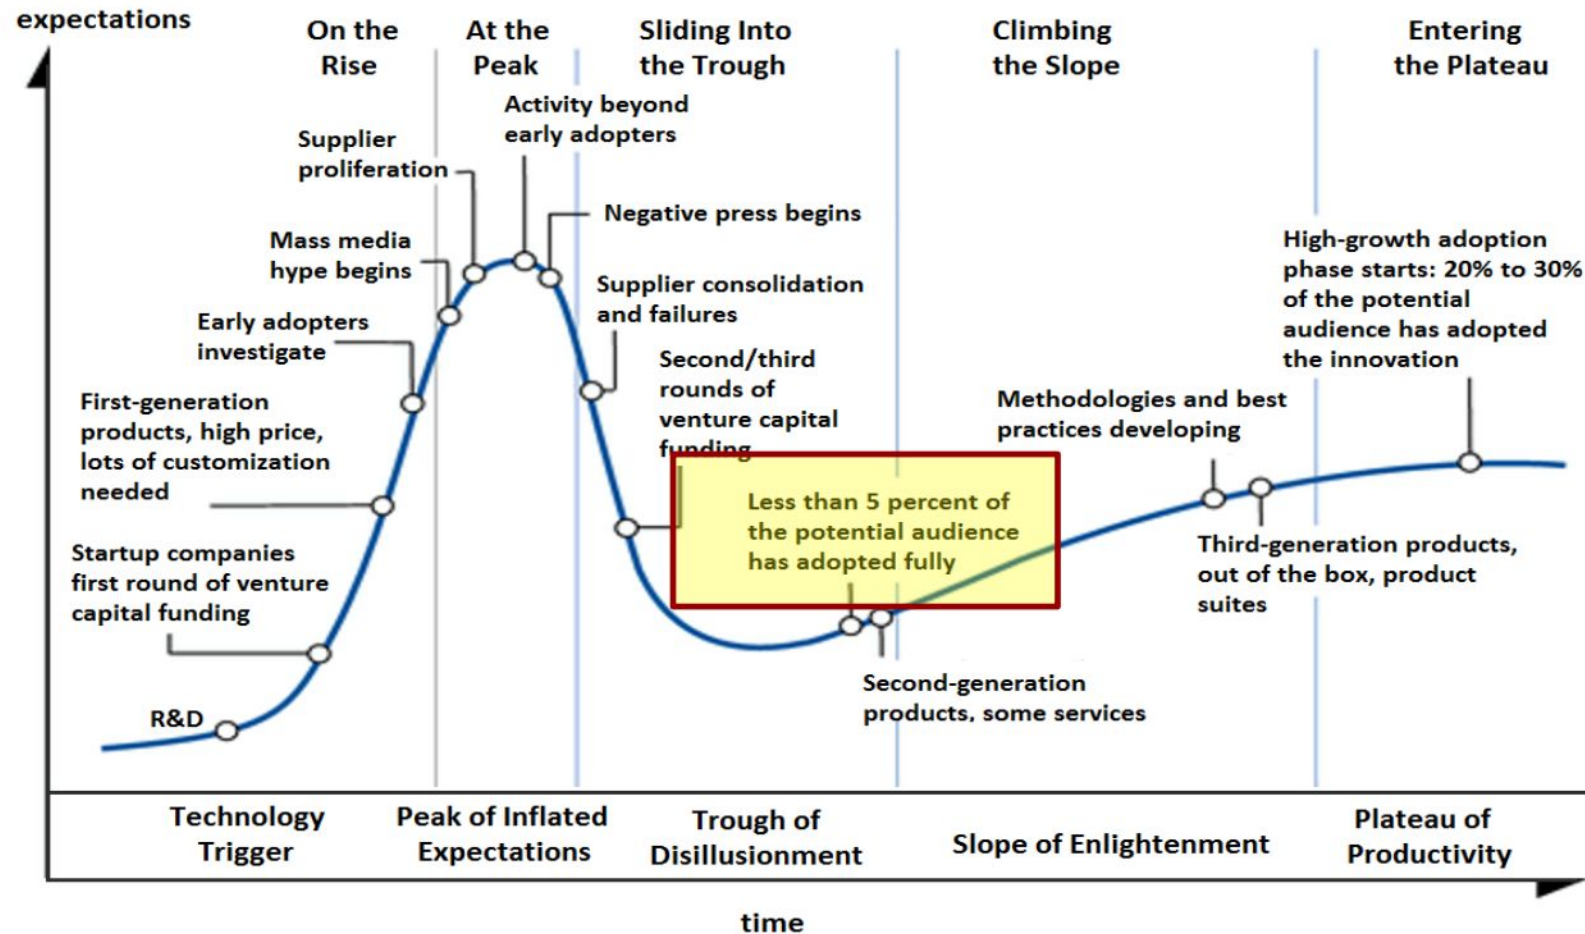 expectations
On the
Rise
At the
Peak
Sliding Into
the Trough
Climbing
the Slope
Entering
the Plateau
Activity beyond
early adopters
Supplier
proliferation
Negative press begins
Mass media
hype begins
High-growth adoption
phase starts: 20% to 30%
of the potential
audience has adopted
the innovation
Supplier consolidation
and failures
Early adopters
investigate
Second/third
rounds of
venture capital
funding
First-generation
products, high price,
lots of customization
needed
Methodologies and best
practices developing
Less than 5 percent of
the potential audience
has adopted fully
Startup companies
first round of venture
capital funding
Third-generation products,
out of the box, product
suites
Second-generation
products, some services
R&D
Technology
Trigger
Peak of Inflated
Expectations
Trough of
Disillusionment
Slope of Enlightenment
Plateau of
Productivity
time